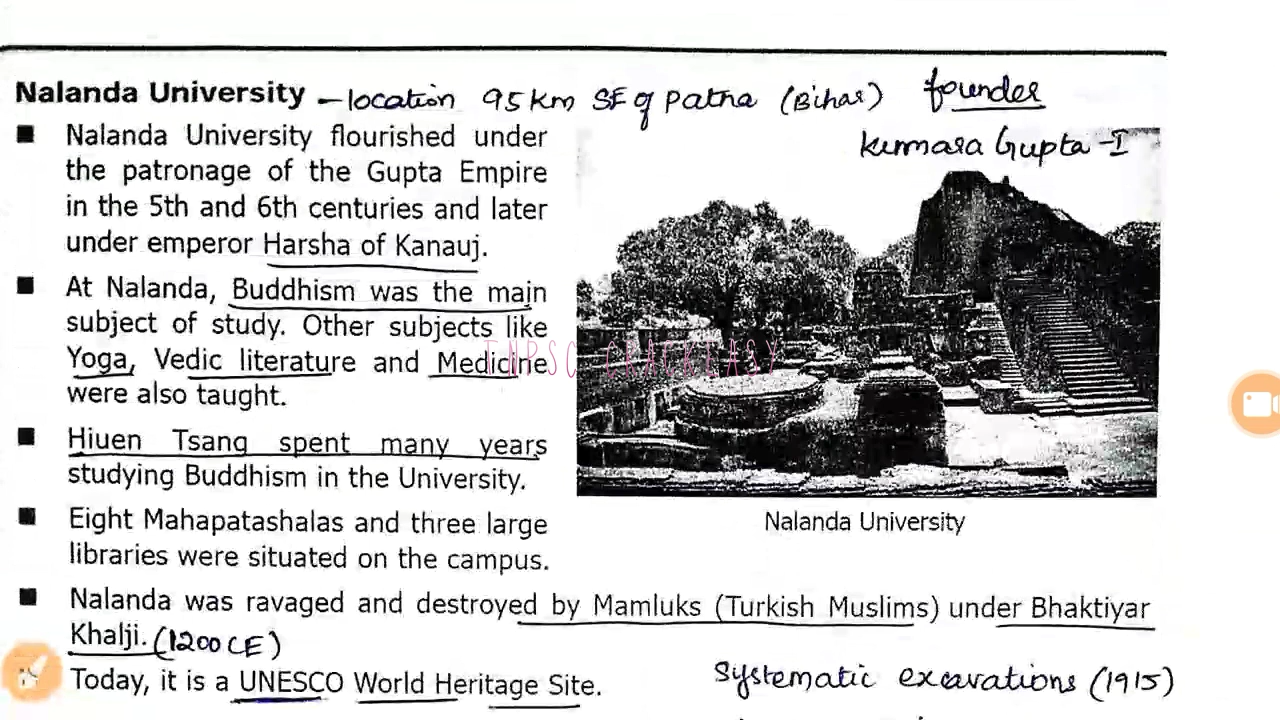 Nalanda University – location 95 km SE of Patna (Bihar) founder
Kumara Gupta - I
■ Nalanda University flourished under
the patronage of the Gupta Empire
in the 5th and 6th centuries and later
under emperor Harsha of Kanauj.
■ At Nalanda, Buddhism was the main
subject of study. Other subjects like
Yoga, Vedic literature and Medicine
were also taught.
TNPSC CRACKEASY
■ Hiuen Tsang spent many years
studying Buddhism in the University.
■ Eight Mahapatashalas and three large
libraries were situated on the campus.
Nalanda University
■ Nalanda was ravaged and destroyed by Mamluks (Turkish Muslims) under Bhaktiyar
Khalji. (1200 CE)
Today, it is a UNESCO World Heritage Site.
Systematic excavations (1915)